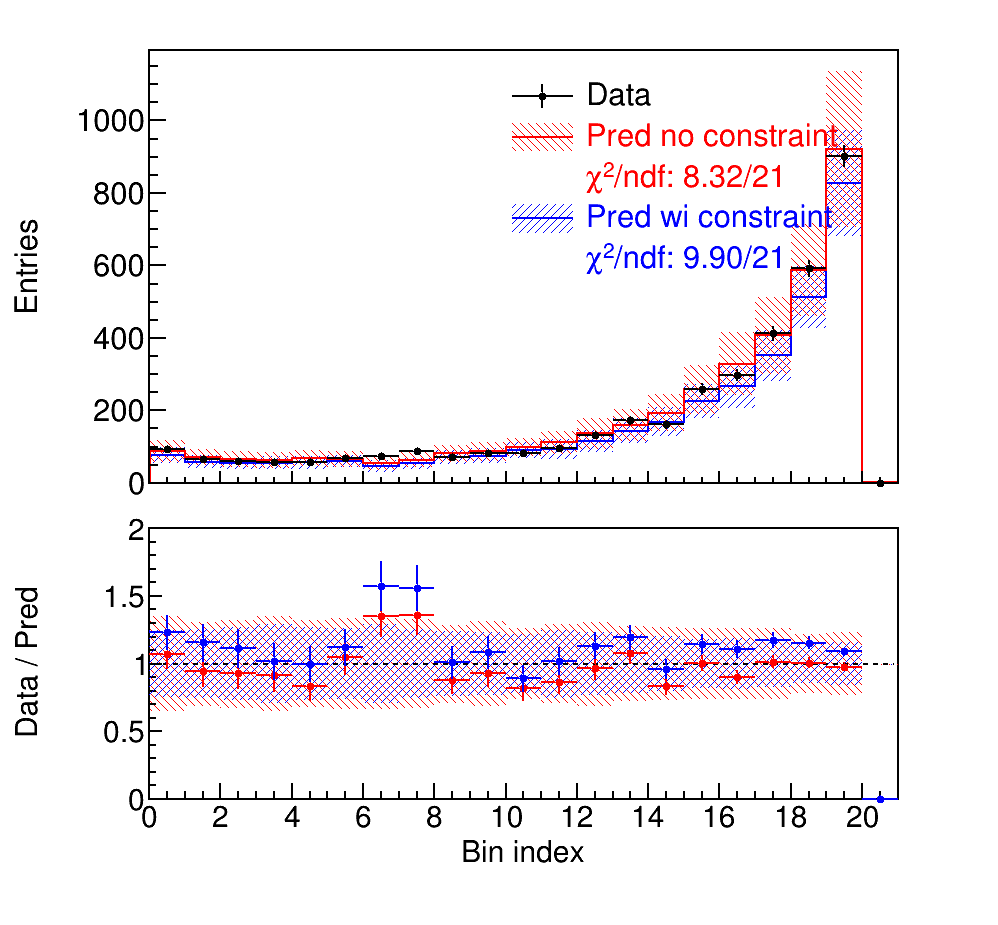 Entries
1000
800
600
400
200
0
Data
Pred no constraint
χ²/ndf: 8.32/21
Pred wi constraint
χ²/ndf: 9.90/21
Data / Pred
2
1.5
1
0.5
0
0 2 4 6 8 10 12 14 16 18 20
Bin index